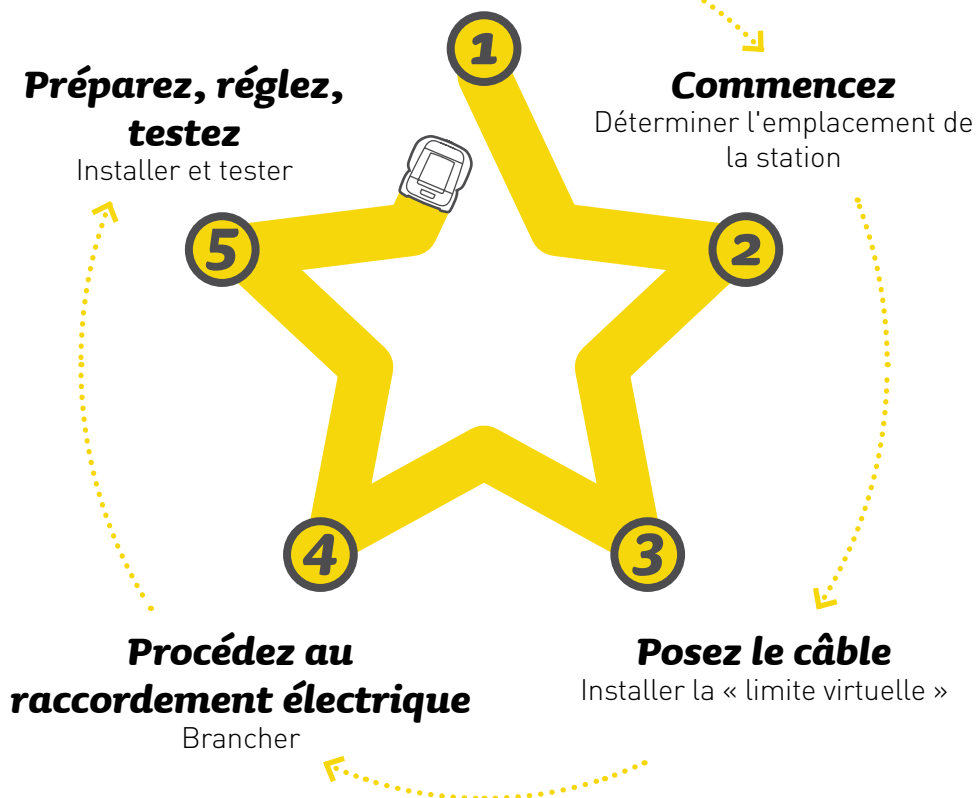 1
Commencez
Déterminer l'emplacement de
la station
2
Posez le câble
Installer la « limite virtuelle »
3
Procédez au
raccordement électrique
Brancher
4
Préparez, réglez,
testez
Installer et tester
5